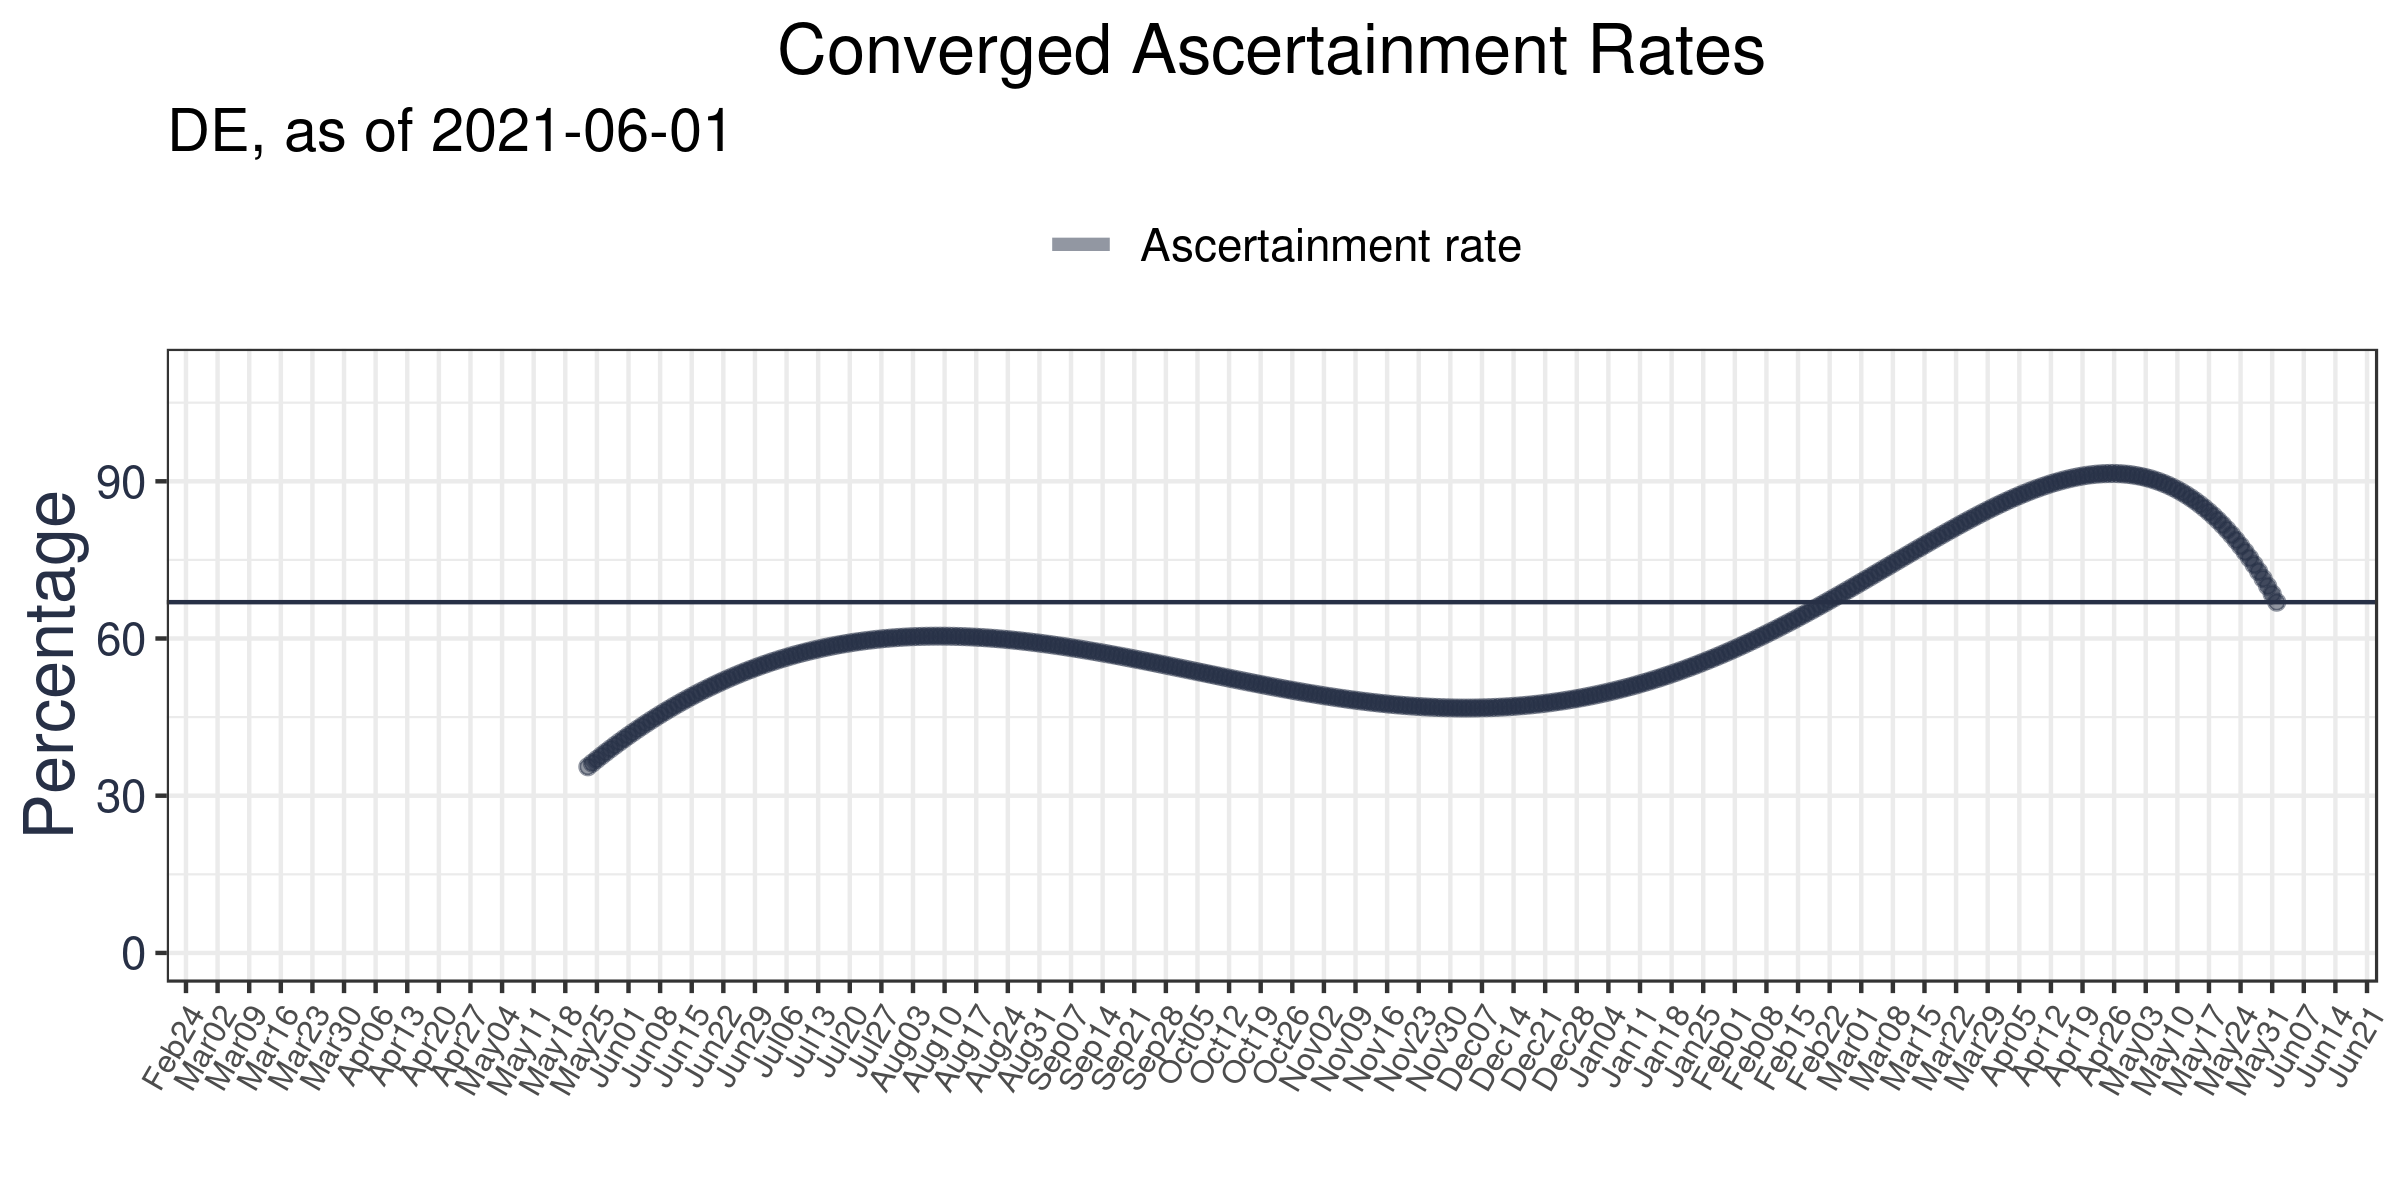 Converged Ascertainment Rates
DE, as of 2021-06-01
Ascertainment rate
Percentage
90
60
30
0
Feb24 Mar02 Mar09 Mar16 Mar23 Mar30 Apr06 Apr13 Apr20 Apr27 May04 May11 May18 May25 Jun01 Jun08 Jun15 Jun22 Jun29 Jul06 Jul13 Jul20 Jul27 Aug03 Aug10 Aug17 Aug24 Aug31 Sep07 Sep14 Sep21 Sep28 Oct05 Oct12 Oct19 Oct26 Nov02 Nov09 Nov16 Nov23 Nov30 Dec07 Dec14 Dec21 Dec28 Jan04 Jan11 Jan18 Jan25 Feb01 Feb08 Feb15 Feb22 Mar01 Mar08 Mar15 Mar22 Mar29 Apr05 Apr12 Apr19 Apr26 May03 May10 May17 May24 May31 Jun07 Jun14 Jun21